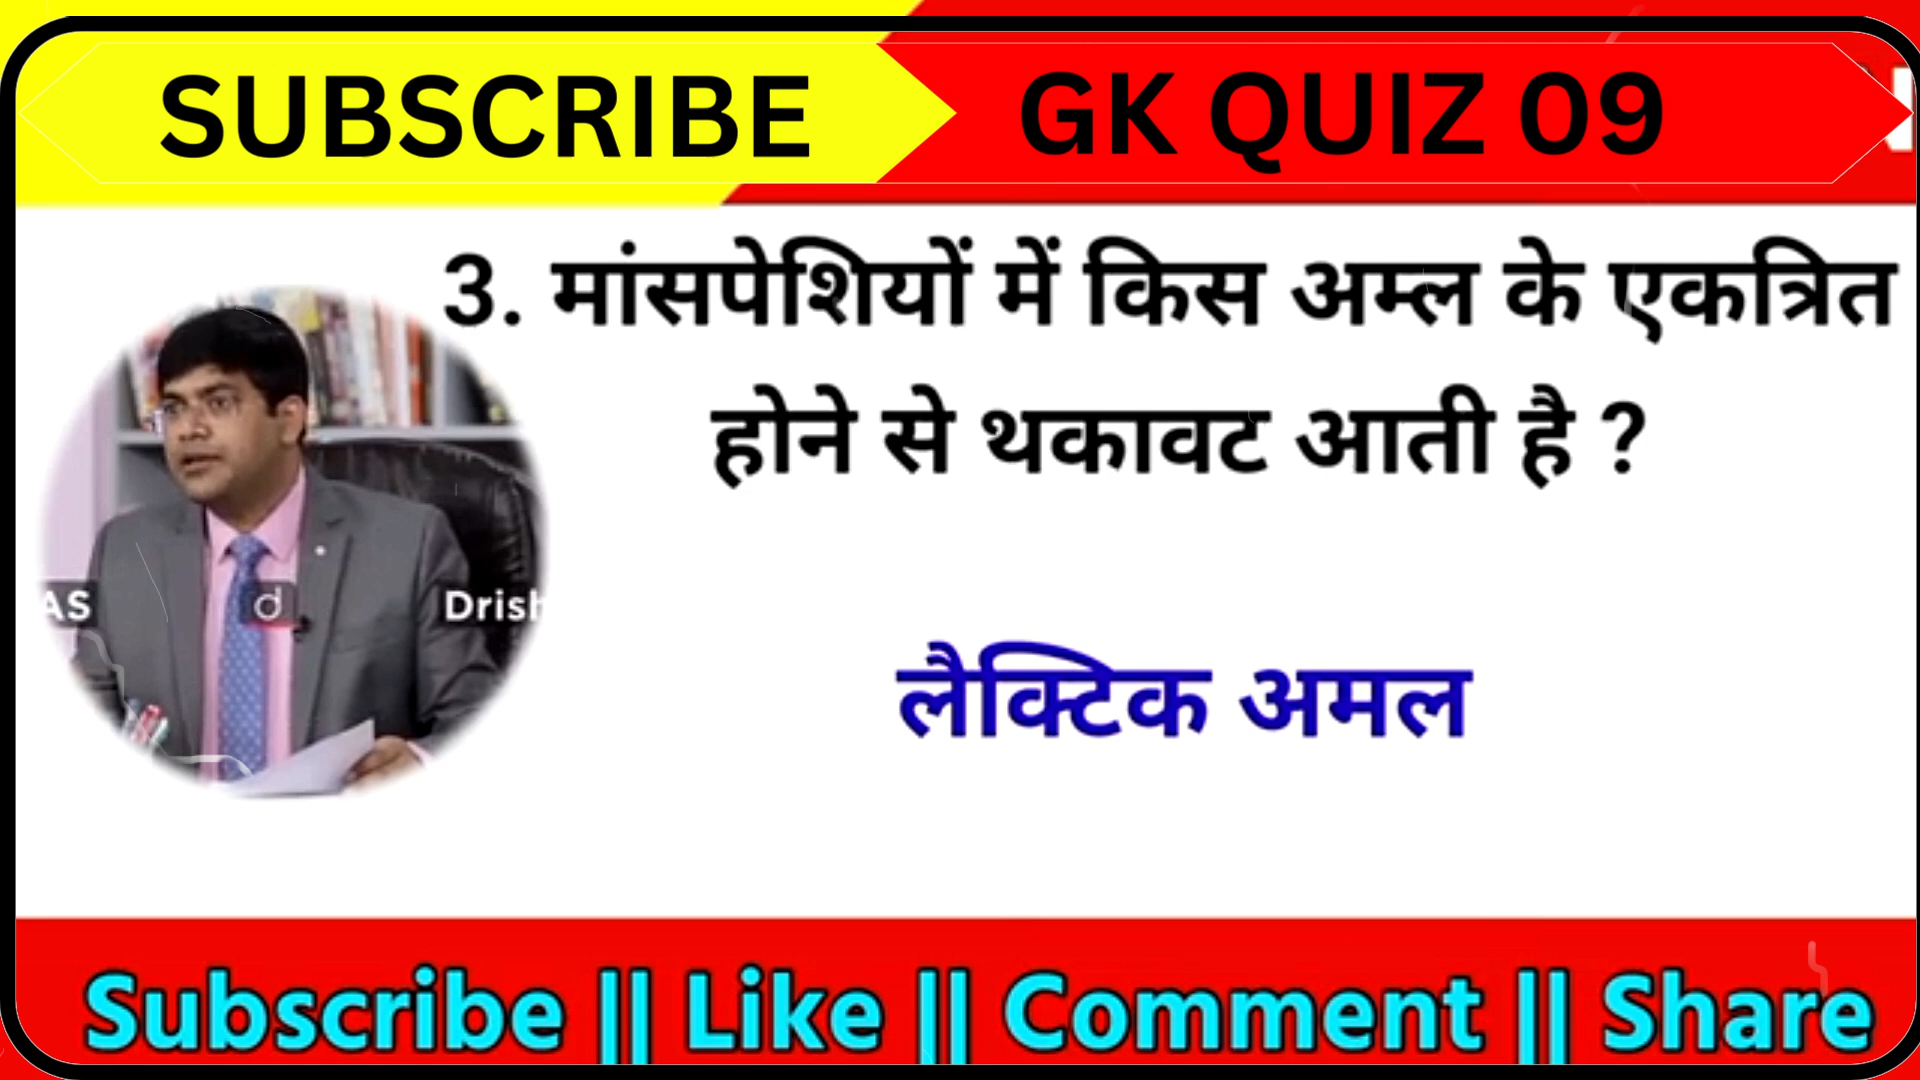 SUBSCRIBE GK QUIZ 09
3. मांसपेशियों में किस अम्ल के एकत्रित
होने से थकावट आती है ?
AS d Drish
लैक्टिक अमल
Subscribe || Like || Comment || Share